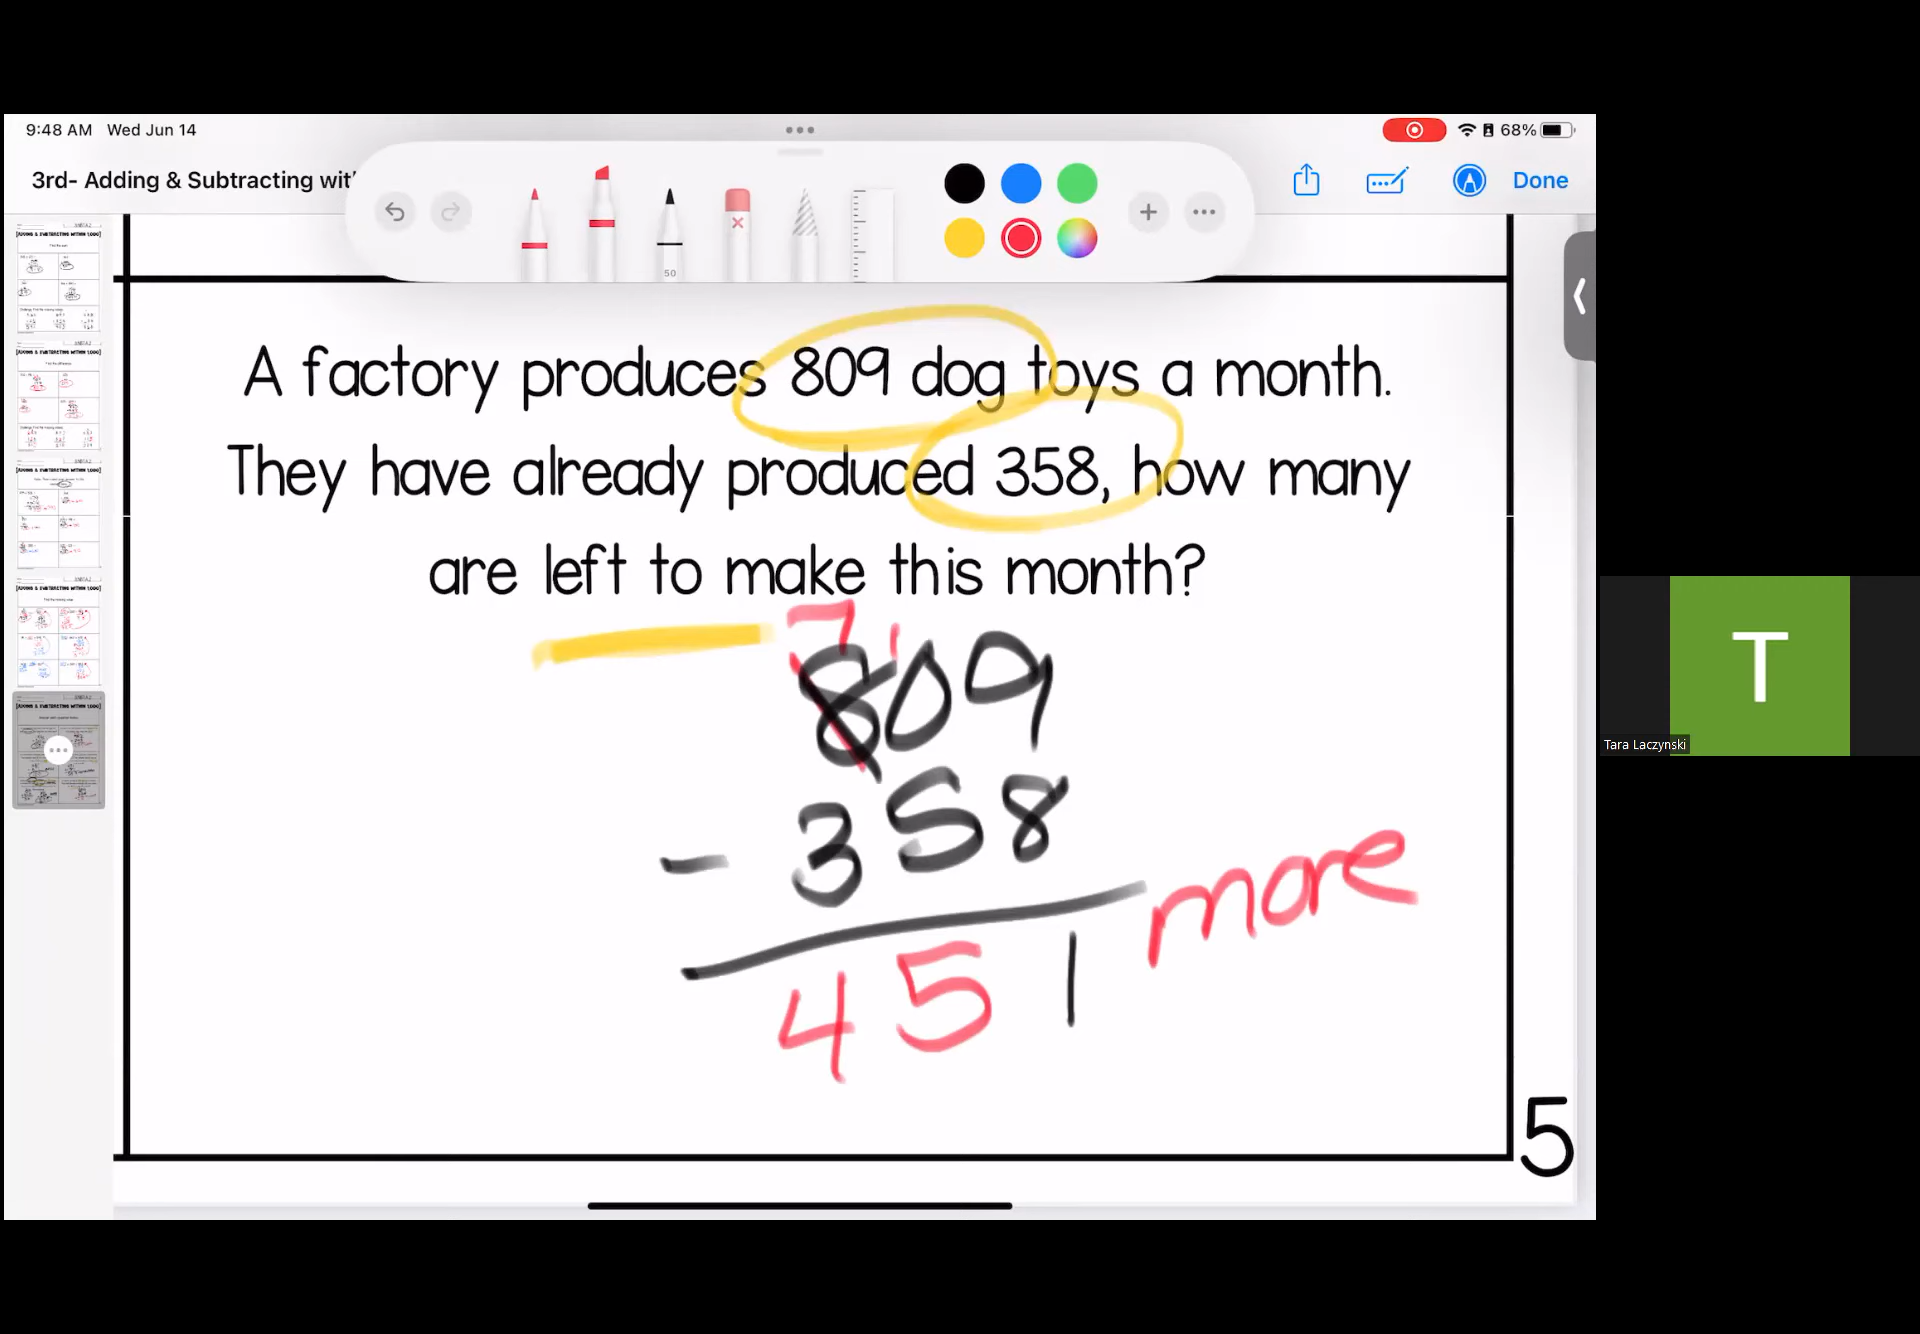 9:48 AM Wed Jun 14
68%
3rd- Adding & Subtracting wit
Done
50
A factory produces 809 dog toys a month.
They have already produced 358, how many
are left to make this month?
7 1
809
- 358
451 more
5
T
Tara Laczynski